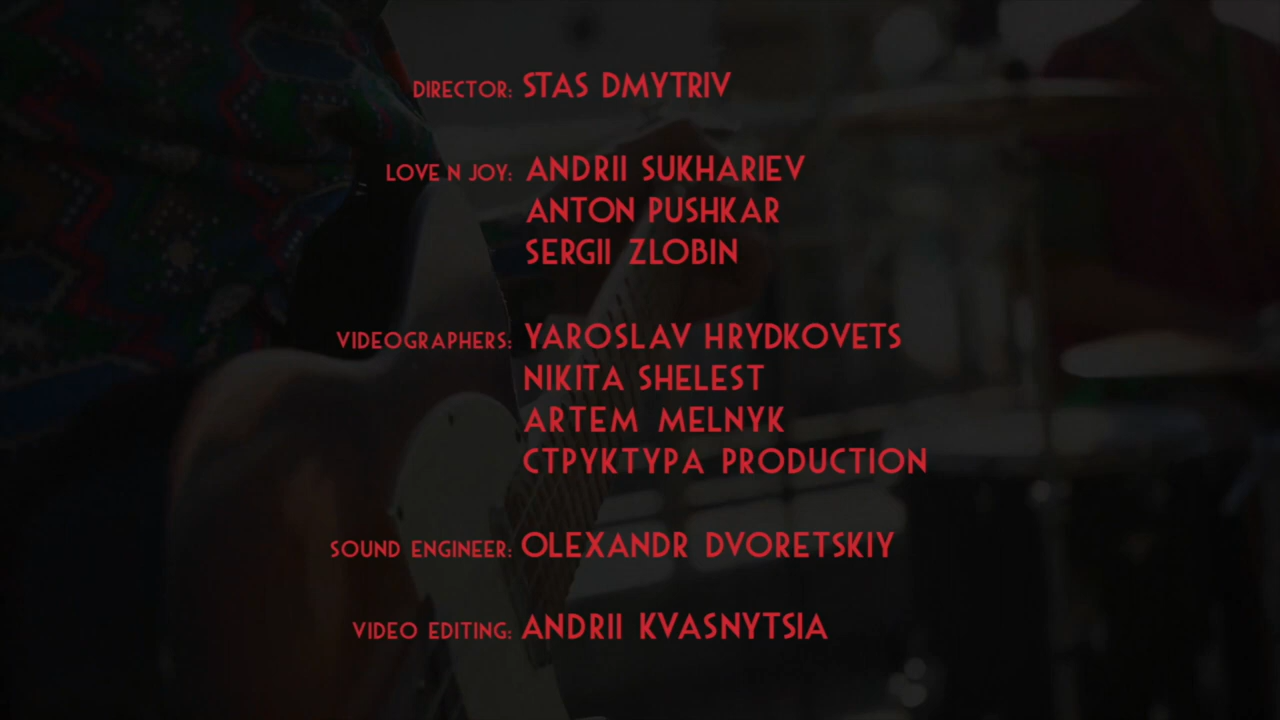 DIRECTOR: STAS DMYTRIV
LOVE N JOY: ANDRII SUKHARIEV
ANTON PUSHKAR
SERGII ZLOBIN
VIDEOGRAPHERS: YAROSLAV HRYDKOVETS
NIKITA SHELEST
ARTEM MELNYK
СТРУКТУРА PRODUCTION
SOUND ENGINEER: OLEXANDR DVORETSKIY
VIDEO EDITING: ANDRII KVASNYTSIA